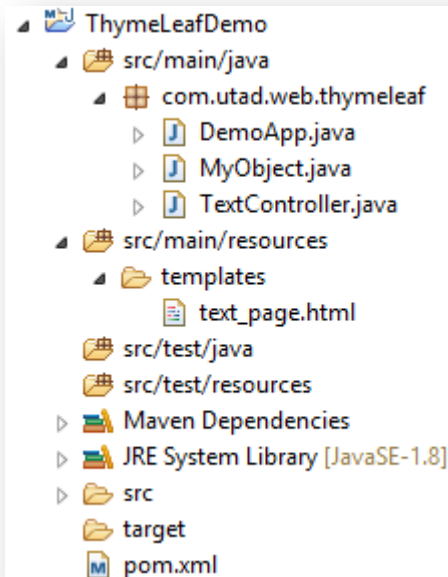 ThymeLeafDemo
src/main/java
com.utad.web.thymeleaf
DemoApp.java
MyObject.java
TextController.java
src/main/resources
templates
text_page.html
src/test/java
src/test/resources
Maven Dependencies
JRE System Library [JavaSE-1.8]
src
target
pom.xml